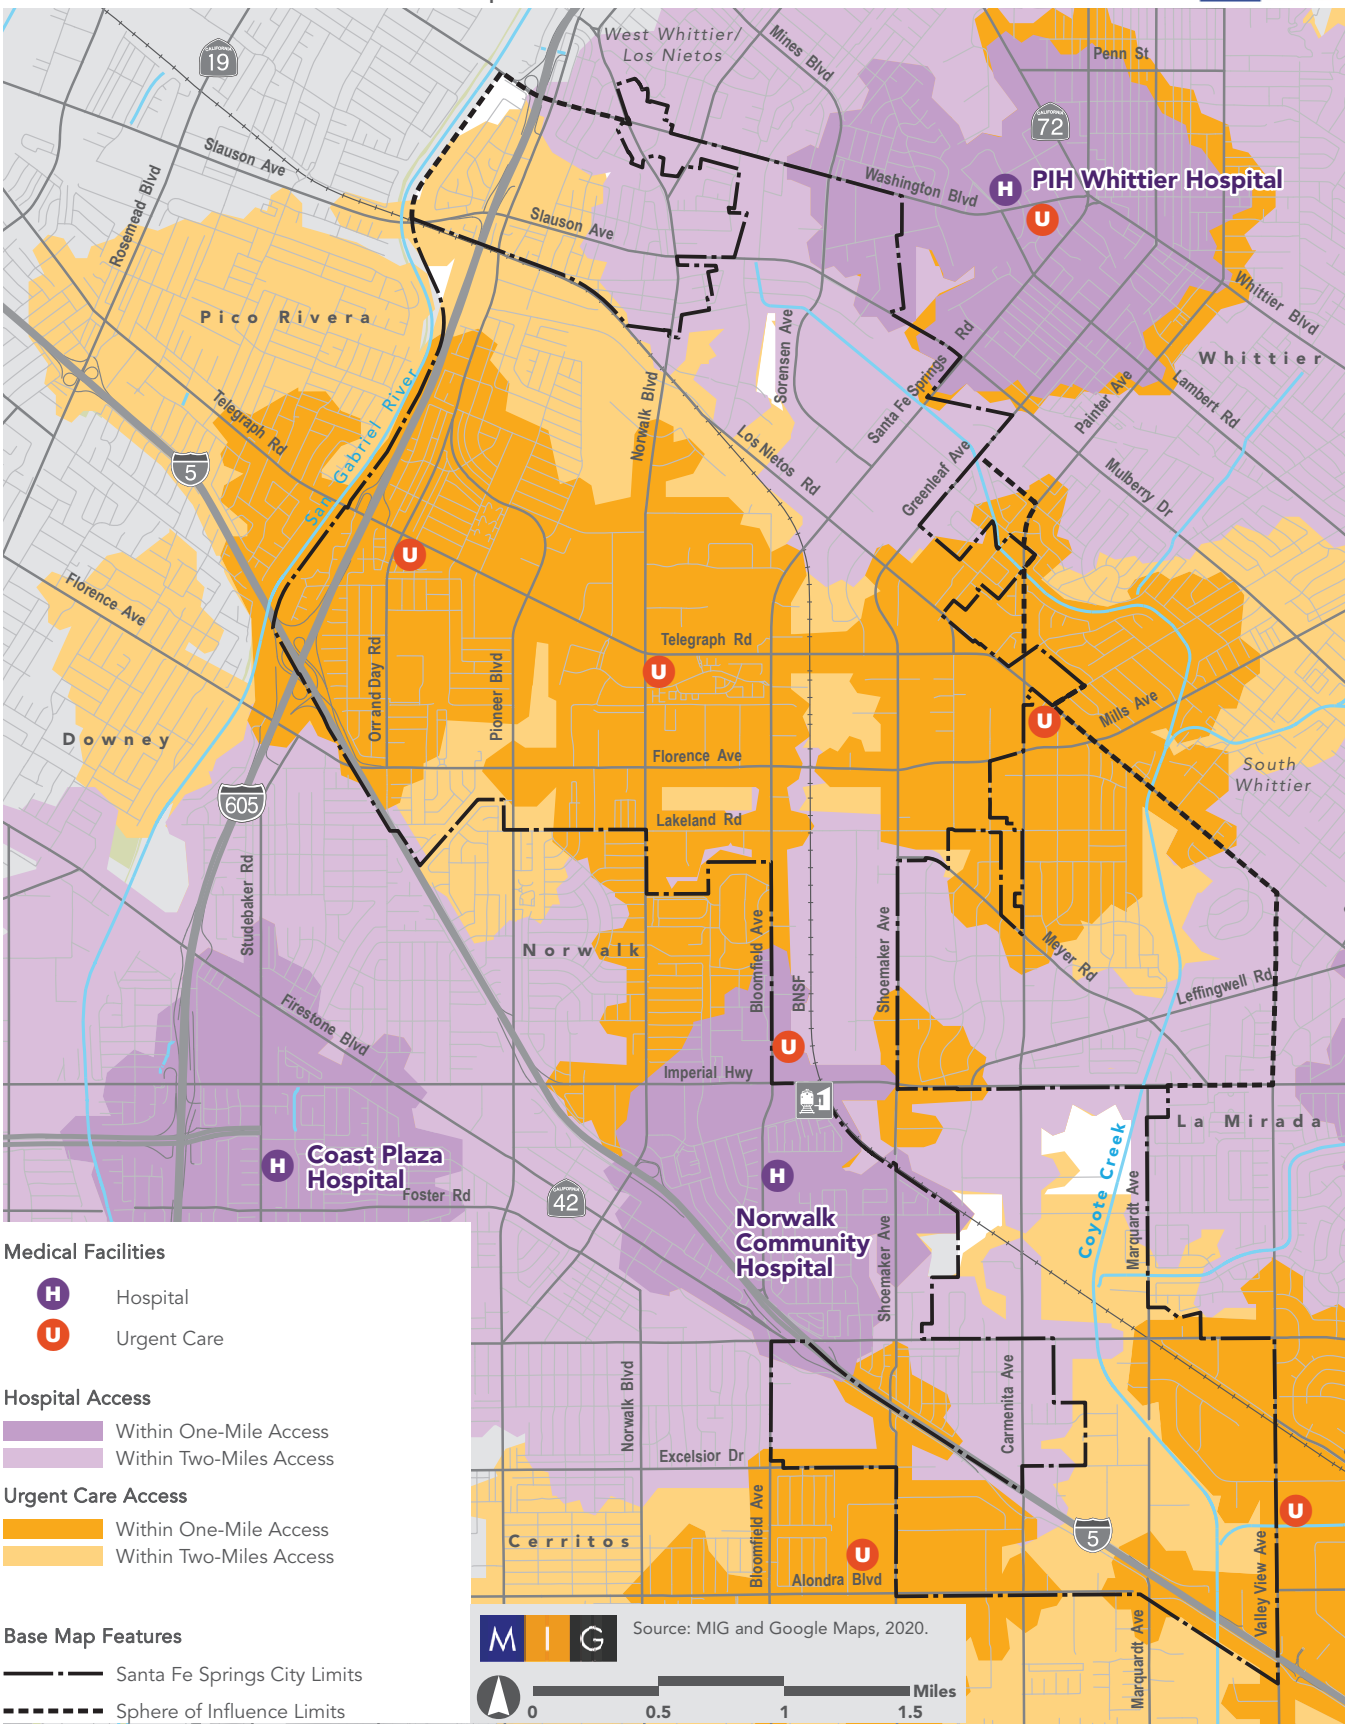 West Whittier/
Los Nietos
Mines Blvd
Penn St
CALIFORNIA
19
CALIFORNIA
72
Slauson Ave
Rosemead Blvd
Washington Blvd
H
PIH Whittier Hospital
U
Slauson Ave
Whittier Blvd
Pico Rivera
Sorensen Ave
Santa Fe Springs Rd
Whittier
Painter Ave
Lambert Rd
Telegraph Rd
San Gabriel River
Norwalk Blvd
Los Nietos Rd
Greenleaf Ave
Mulberry Dr
5
U
Florence Ave
Telegraph Rd
U
Orr and Day Rd
Pioneer Blvd
U
Mills Ave
Downey
Florence Ave
South
Whittier
605
Lakeland Rd
Studebaker Rd
Norwalk
Bloomfield Ave
BNSF
Shoemaker Ave
Meyer Rd
Leffingwell Rd
Firestone Blvd
U
Imperial Hwy
La Mirada
Coyote Creek
H
Coast Plaza
Hospital
Foster Rd
CALIFORNIA
42
H
Norwalk
Community
Hospital
Shoemaker Ave
Marquardt Ave
Medical Facilities
H
Hospital
U
Urgent Care
Norwalk Blvd
Carmenita Ave
Hospital Access
Within One-Mile Access
Within Two-Miles Access
Excelsior Dr
Urgent Care Access
Within One-Mile Access
Within Two-Miles Access
Cerritos
Bloomfield Ave
U
Alondra Blvd
5
U
Valley View Ave
Marquardt Ave
Base Map Features
Santa Fe Springs City Limits
Sphere of Influence Limits
M I G
Source: MIG and Google Maps, 2020.
Miles
0 0.5 1 1.5